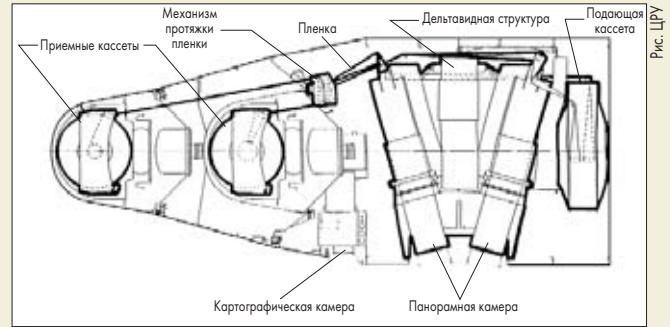 Механизм
протяжки
пленки
Дельтавидная структура
Подающая
кассета
Приемные кассеты
Пленка
Картографическая камера
Панорамная камера
Рис. ЦРУ